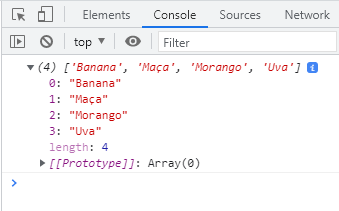 Elements Console Sources Network
top Filter
(4) ['Banana', 'Maça', 'Morango', 'Uva'] i
0: "Banana"
1: "Maça"
2: "Morango"
3: "Uva"
length: 4
[[Prototype]]: Array(0)